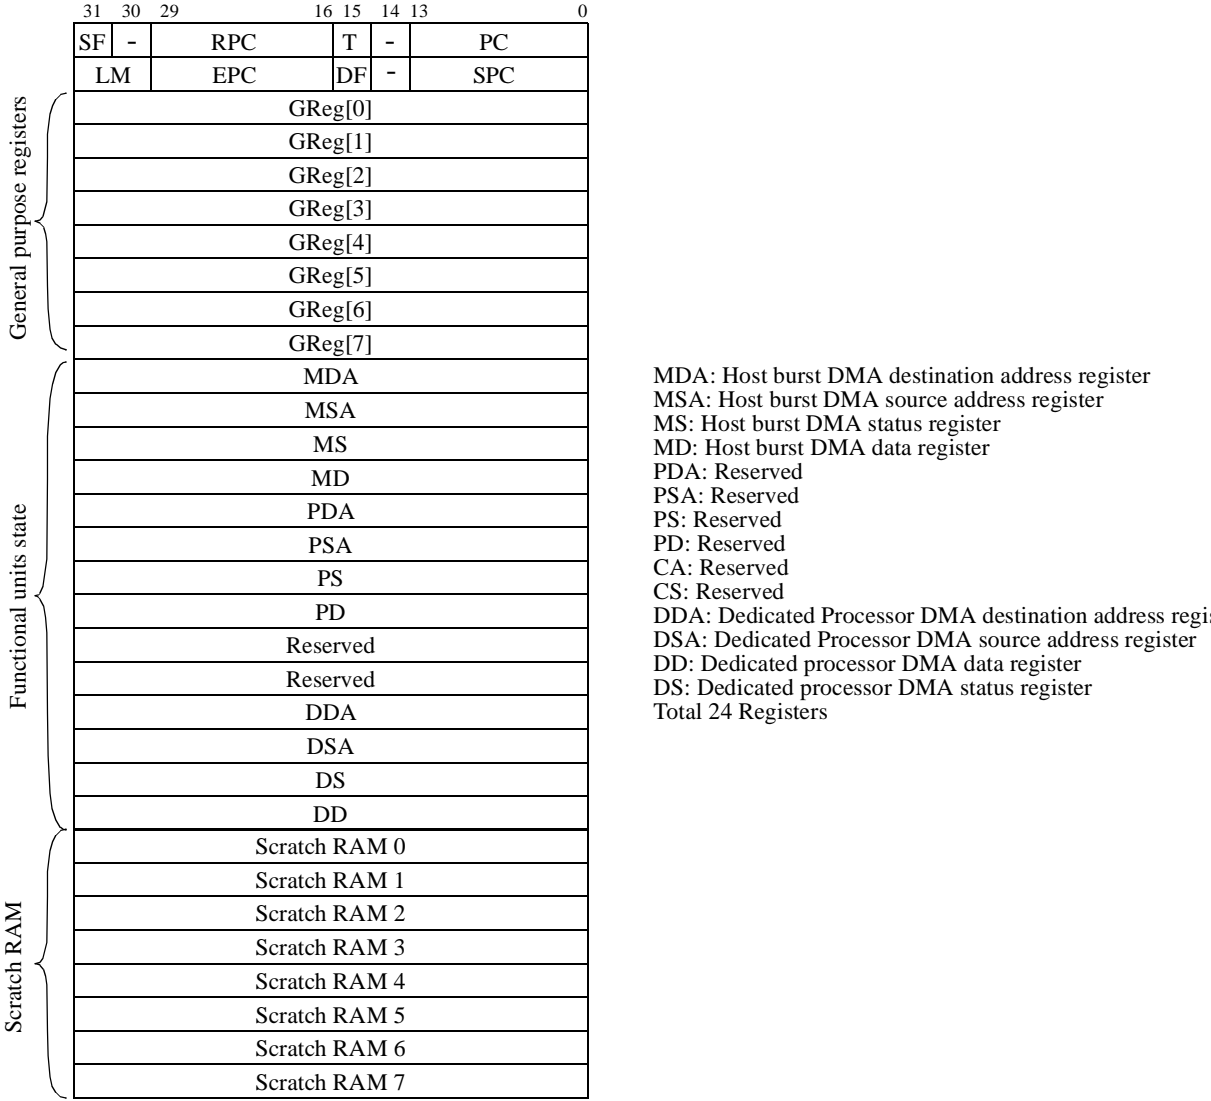 31 30 29 16 15 14 13 0
SF - RPC T - PC
LM EPC DF - SPC
General purpose registers
GReg[0]
GReg[1]
GReg[2]
GReg[3]
GReg[4]
GReg[5]
GReg[6]
GReg[7]
Functional units state
MDA
MSA
MS
MD
PDA
PSA
PS
PD
Reserved
Reserved
DDA
DSA
DS
DD
MDA: Host burst DMA destination address register
MSA: Host burst DMA source address register
MS: Host burst DMA status register
MD: Host burst DMA data register
PDA: Reserved
PSA: Reserved
PS: Reserved
PD: Reserved
CA: Reserved
CS: Reserved
DDA: Dedicated Processor DMA destination address regi
DSA: Dedicated Processor DMA source address register
DD: Dedicated processor DMA data register
DS: Dedicated processor DMA status register
Total 24 Registers
Scratch RAM
Scratch RAM 0
Scratch RAM 1
Scratch RAM 2
Scratch RAM 3
Scratch RAM 4
Scratch RAM 5
Scratch RAM 6
Scratch RAM 7